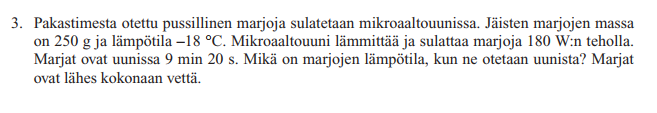 3. Pakastimesta otettu pussillinen marjoja sulatetaan mikroaaltouunissa. Jäisten marjojen massa
on 250 g ja lämpötila –18 °C. Mikroaaltouuni lämmittää ja sulattaa marjoja 180 W:n teholla.
Marjat ovat uunissa 9 min 20 s. Mikä on marjojen lämpötila, kun ne otetaan uunista? Marjat
ovat lähes kokonaan vettä.